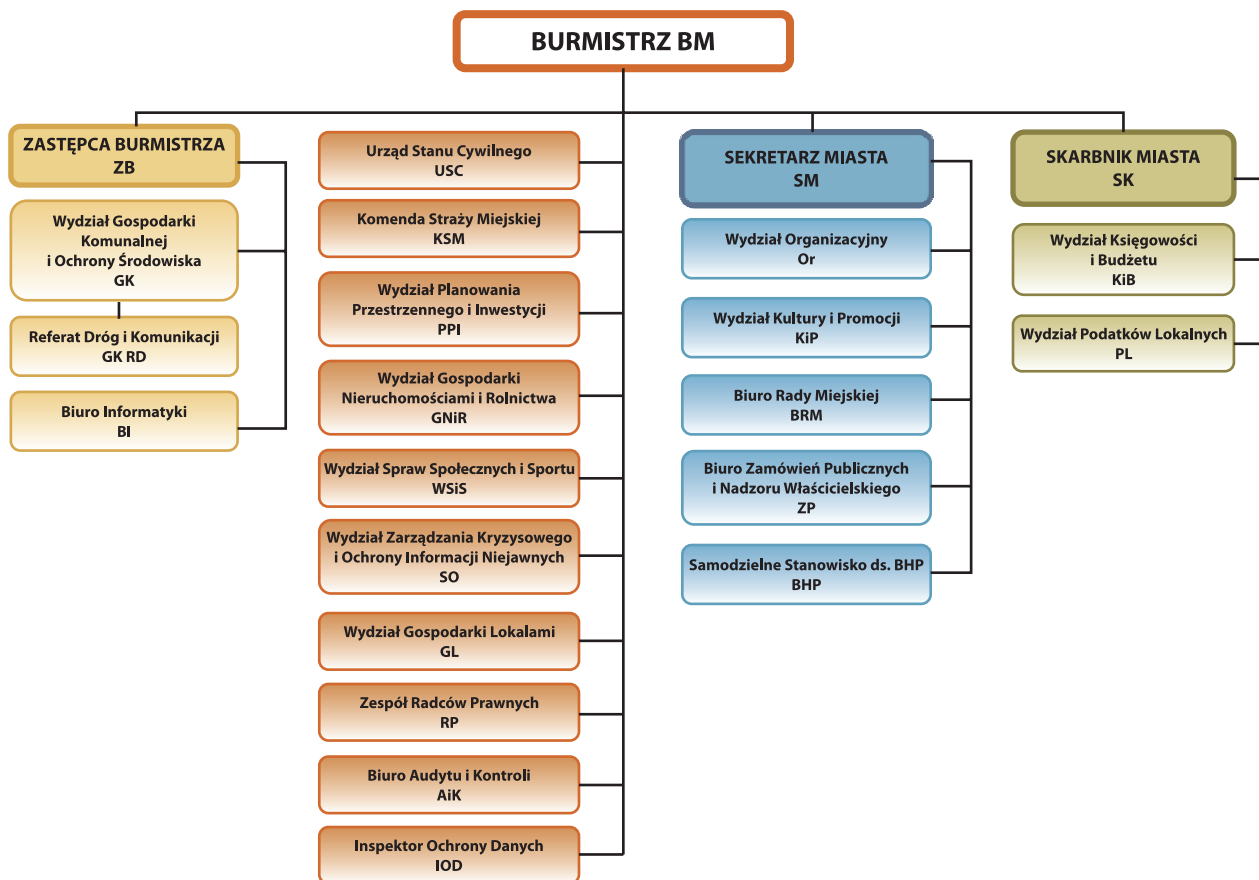 BURMISTRZ BM
ZASTĘPCA BURMISTRZA
ZB
Wydział Gospodarki
Komunalnej
i Ochrony Środowiska
GK
Referat Dróg i Komunikacji
GK RD
Biuro Informatyki
BI
Urząd Stanu Cywilnego
USC
Komenda Straży Miejskiej
KSM
Wydział Planowania
Przestrzennego i Inwestycji
PPI
Wydział Gospodarki
Nieruchomościami i Rolnictwa
GNiR
Wydział Spraw Społecznych i Sportu
WSiS
Wydział Zarządzania Kryzysowego
i Ochrony Informacji Niejawnych
SO
Wydział Gospodarki Lokalami
GL
Zespół Radców Prawnych
RP
Biuro Audytu i Kontroli
AiK
Inspektor Ochrony Danych
IOD
SEKRETARZ MIASTA
SM
Wydział Organizacyjny
Or
Wydział Kultury i Promocji
KiP
Biuro Rady Miejskiej
BRM
Biuro Zamówień Publicznych
i Nadzoru Właścicielskiego
ZP
Samodzielne Stanowisko ds. BHP
BHP
SKARBNIK MIASTA
SK
Wydział Księgowości
i Budżetu
KiB
Wydział Podatków Lokalnych
PL